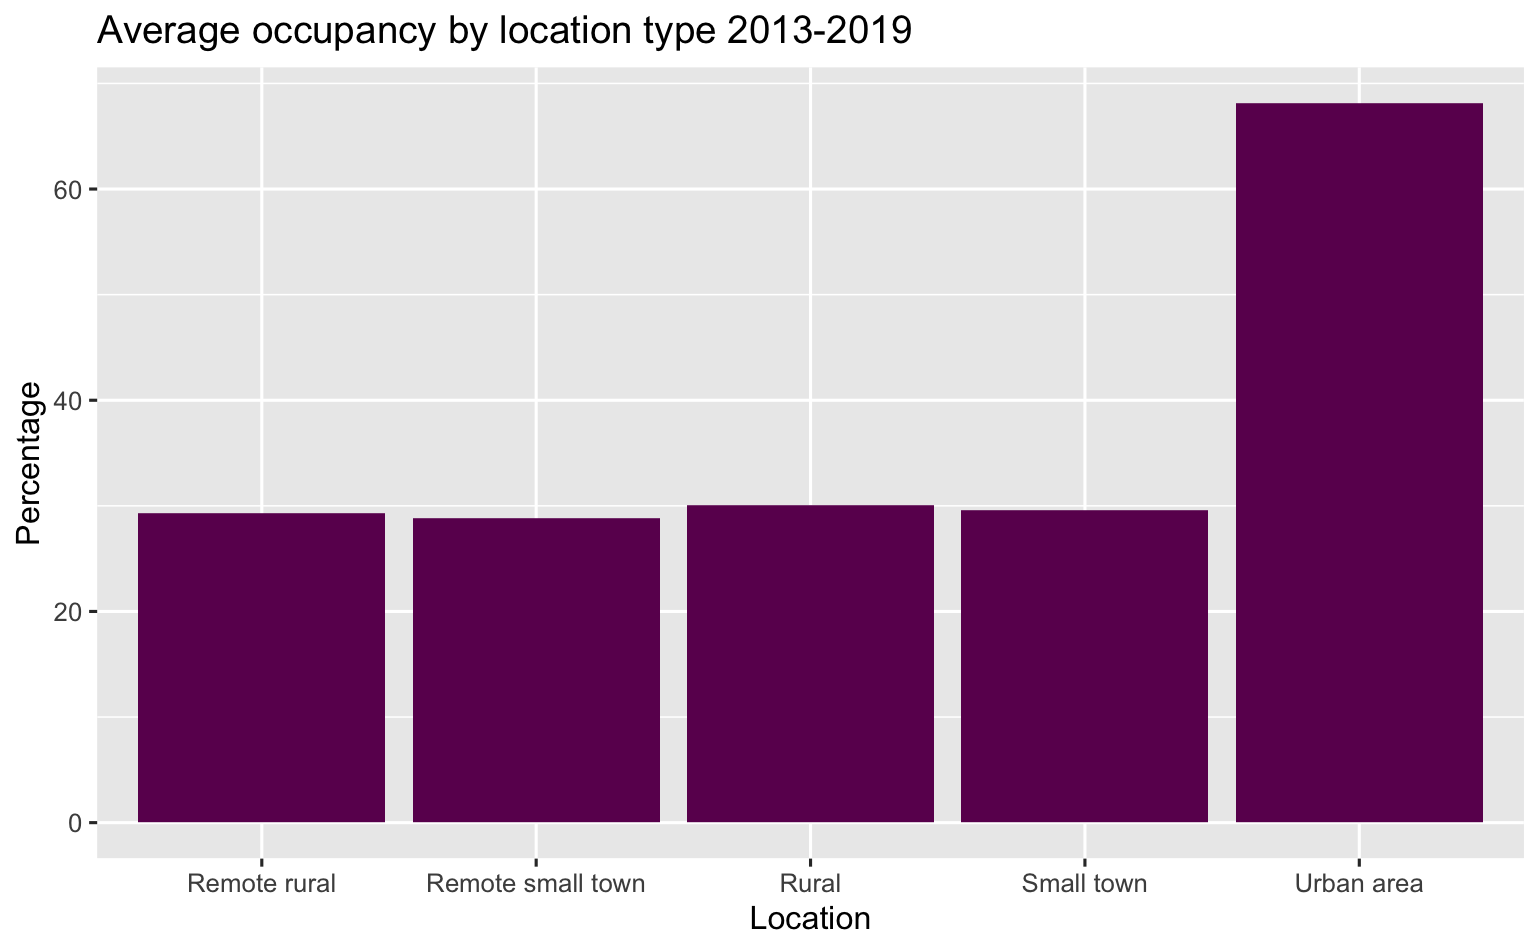 Average occupancy by location type 2013-2019
Percentage
60
40
20
0
Remote rural
Remote small town
Rural
Small town
Urban area
Location